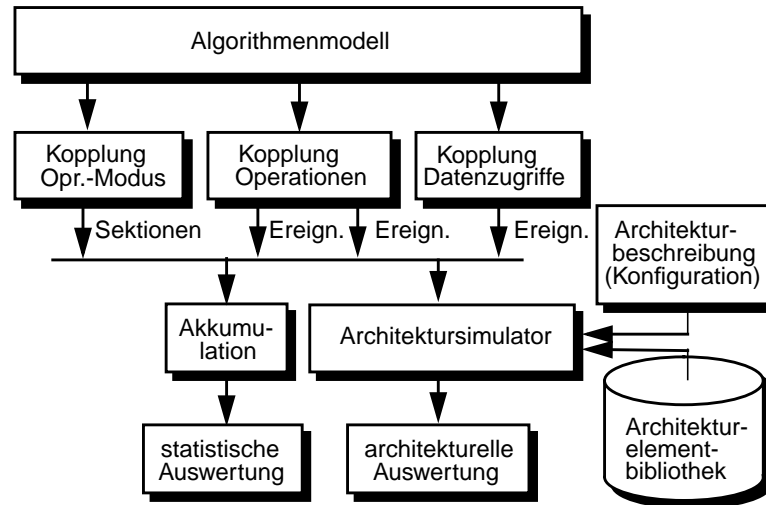 Algorithmenmodell
Kopplung
Opr.-Modus
Kopplung
Operationen
Kopplung
Datenzugriffe
Sektionen
Ereign.
Ereign.
Ereign.
Architektur-
beschreibung
(Konfiguration)
Akkumu-
lation
Architektursimulator
statistische
Auswertung
architekturelle
Auswertung
Architektur-
element-
bibliothek